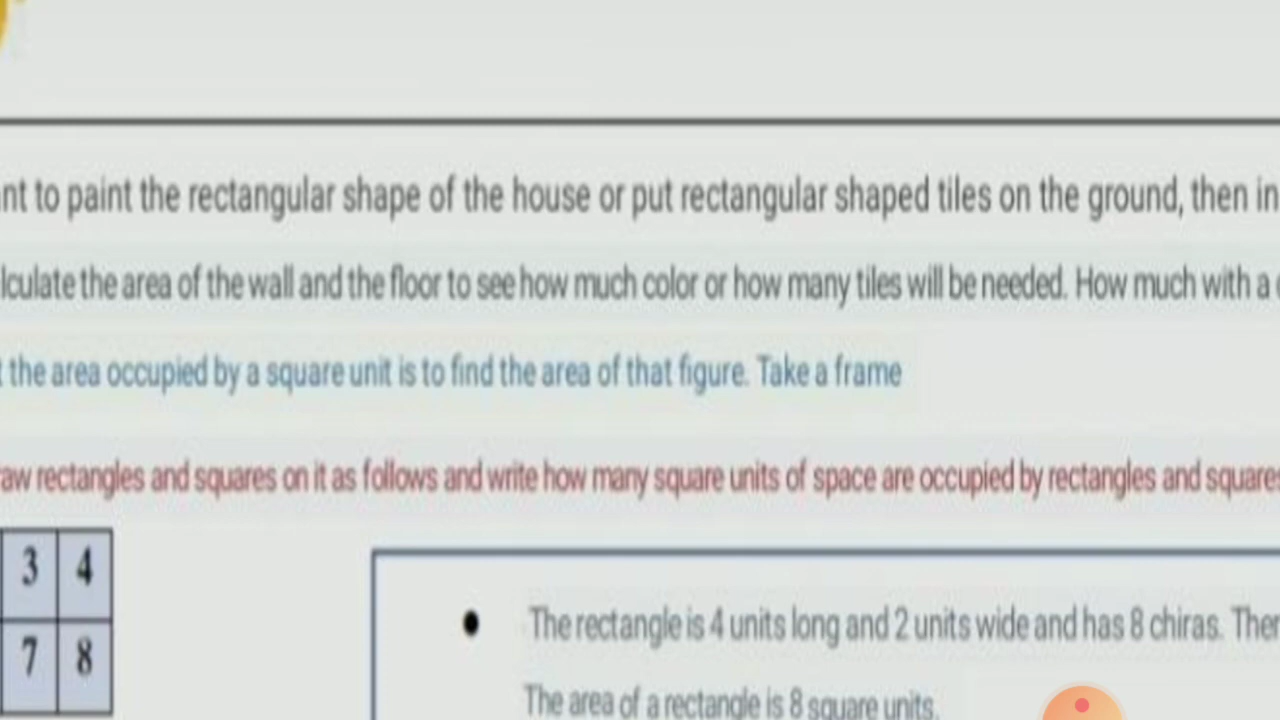 nt to paint the rectangular shape of the house or put rectangular shaped tiles on the ground, then in
lculate the area of the wall and the floor to see how much color or how many tiles will be needed. How much with a
the area occupied by a square unit is to find the area of that figure. Take a frame
aw rectangles and squares on it as follows and write how many square units of space are occupied by rectangles and squares
3 4
7 8
• The rectangle is 4 units long and 2 units wide and has 8 chiras. Ther
The area of a rectangle is 8 square units.